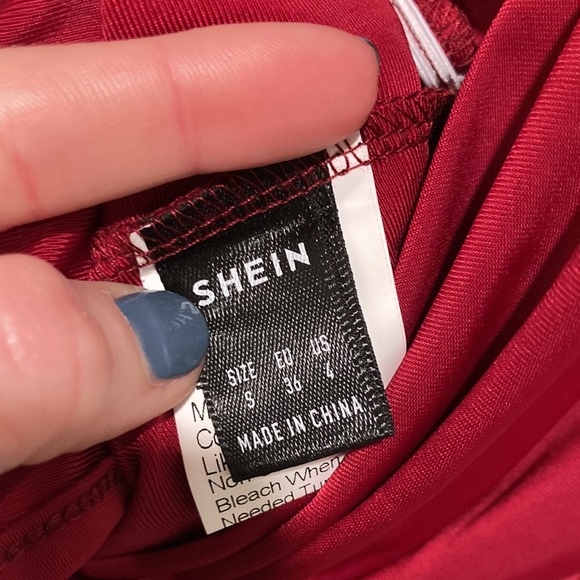 SHEIN
SIZE EU US
S 36 4
MADE IN CHINA
Bleach When
Needed